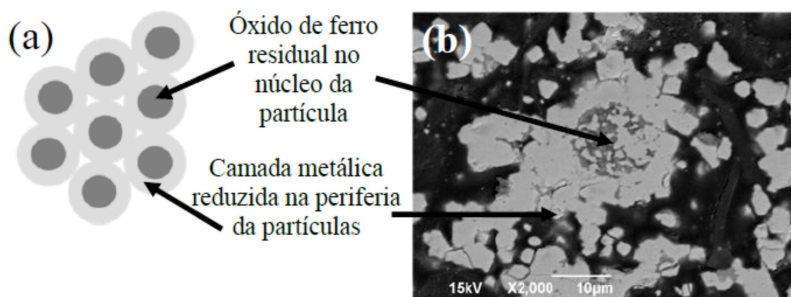 (a)
Óxido de ferro
residual no
núcleo da
partícula
Camada metálica
reduzida na periferia
da partículas
(b)
15kV X2,000 10µm